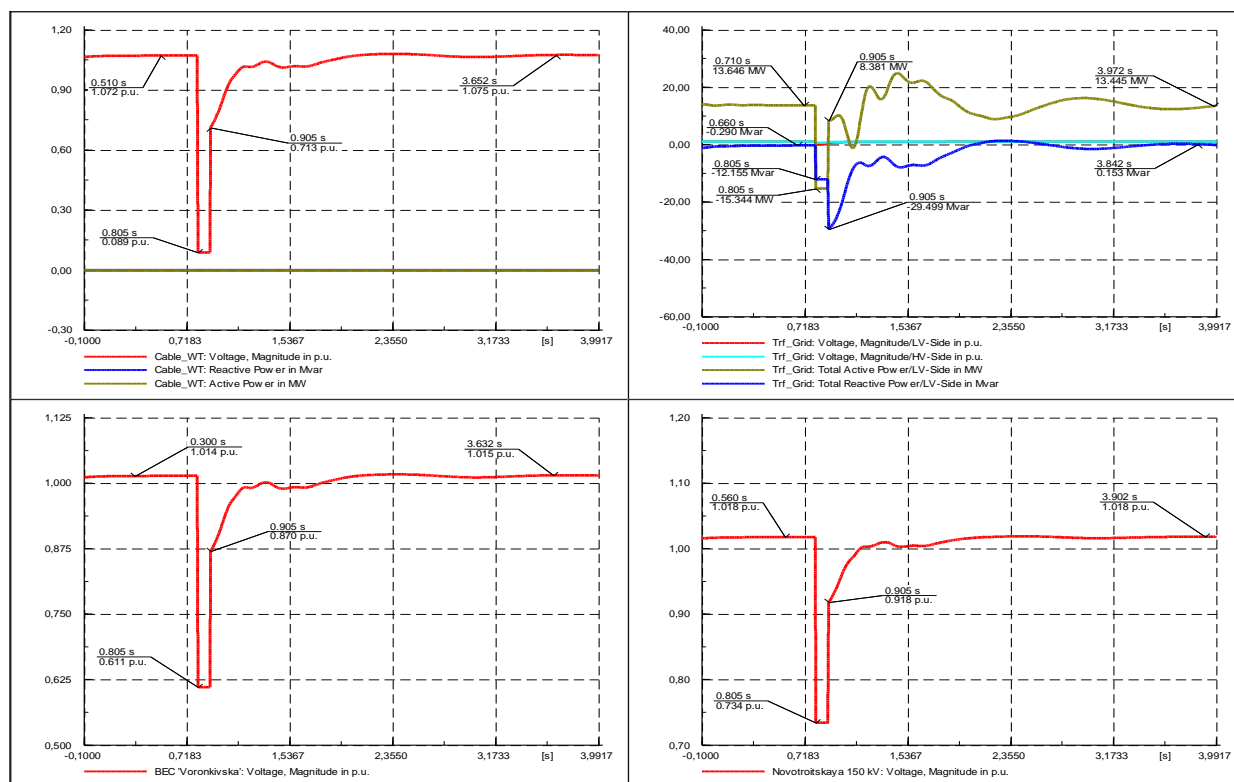 1,20
0,90
0,60
0,30
0,00
-0,30
0.510 s
1.072 p.u.
3.652 s
1.075 p.u.
0.905 s
0.713 p.u.
0.805 s
0.089 p.u.
-0,1000 0,7183 1,5367 2,3550 3,1733 [s] 3,9917
Cable_WT: Voltage, Magnitude in p.u.
Cable_WT: Reactive Power in Mvar
Cable_WT: Active Power in MW
40,00
20,00
0,00
-20,00
-40,00
-60,00
0.710 s
13.646 MW
0.905 s
8.381 MW
3.972 s
13.445 MW
0.660 s
-0.290 Mvar
0.805 s
-12.155 Mvar
3.842 s
0.153 Mvar
0.805 s
-15.344 MW
0.905 s
-29.499 Mvar
-0,1000 0,7183 1,5367 2,3550 3,1733 [s] 3,9917
Trf_Grid: Voltage, Magnitude/LV-Side in p.u.
Trf_Grid: Voltage, Magnitude/HV-Side in p.u.
Trf_Grid: Total Active Power/LV-Side in MW
Trf_Grid: Total Reactive Power/LV-Side in Mvar
1,125
1,000
0,875
0,750
0,625
0,500
0.300 s
1.014 p.u.
3.632 s
1.015 p.u.
0.905 s
0.870 p.u.
0.805 s
0.611 p.u.
-0,1000 0,7183 1,5367 2,3550 3,1733 [s] 3,9917
BEC 'Voronkivska': Voltage, Magnitude in p.u.
1,20
1,10
1,00
0,90
0,80
0,70
0.560 s
1.018 p.u.
3.902 s
1.018 p.u.
0.905 s
0.918 p.u.
0.805 s
0.734 p.u.
-0,1000 0,7183 1,5367 2,3550 3,1733 [s] 3,9917
Novotroitskaya 150 kV: Voltage, Magnitude in p.u.